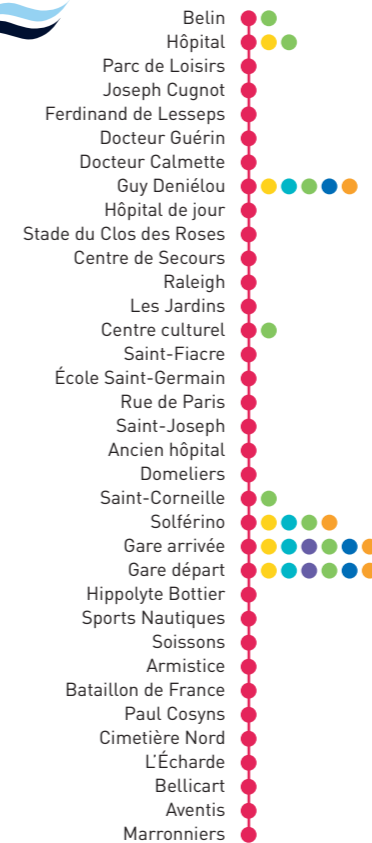 Belin
Hôpital
Parc de Loisirs
Joseph Cugnot
Ferdinand de Lesseps
Docteur Guérin
Docteur Calmette
Guy Deniélou
Hôpital de jour
Stade du Clos des Roses
Centre de Secours
Raleigh
Les Jardins
Centre culturel
Saint-Fiacre
École Saint-Germain
Rue de Paris
Saint-Joseph
Ancien hôpital
Domeliers
Saint-Corneille
Solférino
Gare arrivée
Gare départ
Hippolyte Bottier
Sports Nautiques
Soissons
Armistice
Bataillon de France
Paul Cosyns
Cimetière Nord
L'Écharde
Bellicart
Aventis
Marronniers